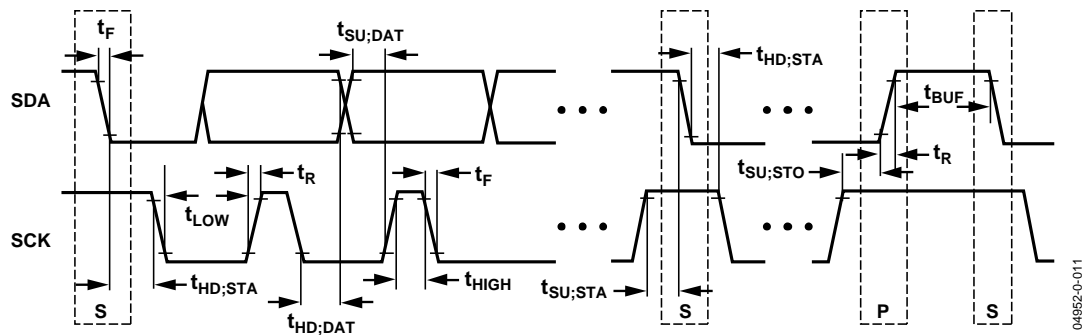 tF
tSU;DAT
tHD;STA
SDA
tBUF
tR
tF
tSU;STO
tR
tLOW
SCK
tHD;STA
tHIGH
tSU;STA
tHD;DAT
S
S
P
S
04952-0-011